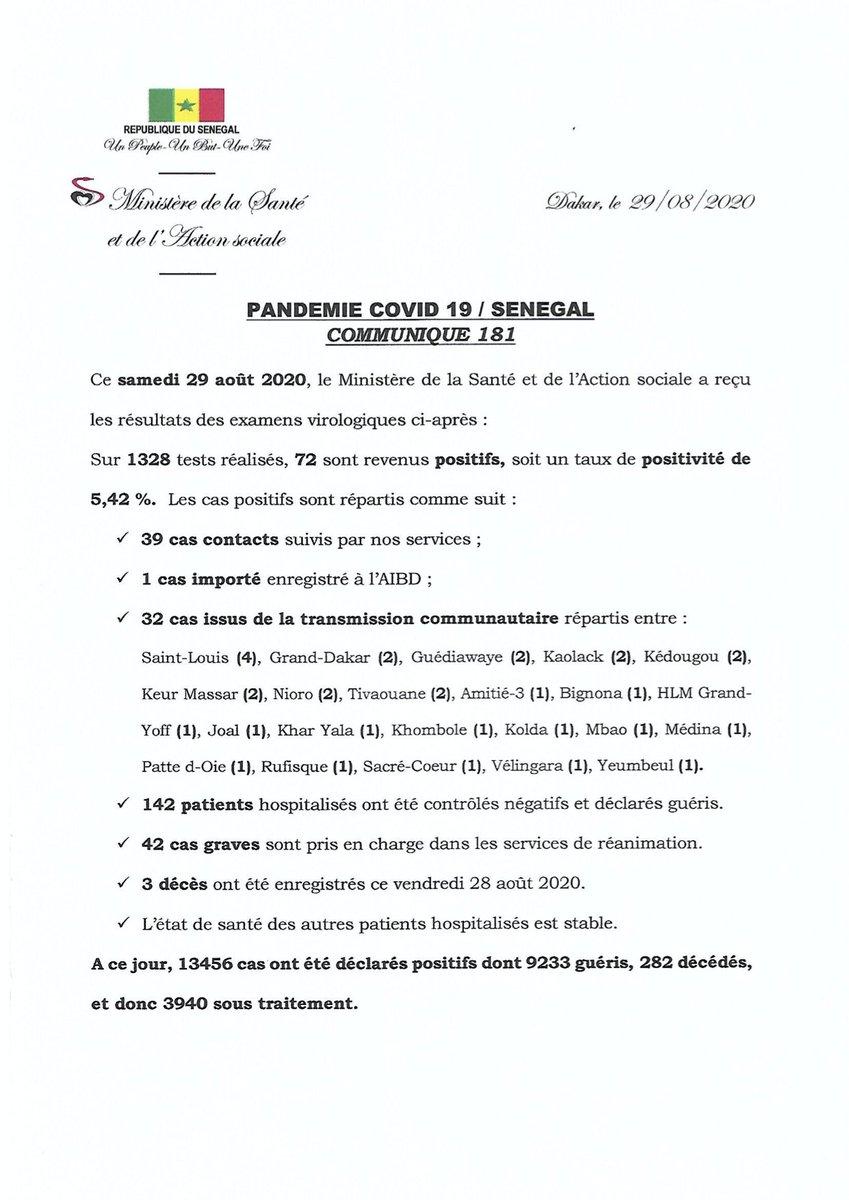 REPUBLIQUE DU SENEGAL
Un Peuple-Un But-Une Foi
Ministère de la Santé
et de l'Action sociale
Dakar, le 29/08/2020
PANDEMIE COVID 19 / SENEGAL
COMMUNIQUE 181
Ce samedi 29 août 2020, le Ministère de la Santé et de l'Action sociale a reçu
les résultats des examens virologiques ci-après :
Sur 1328 tests réalisés, 72 sont revenus positifs, soit un taux de positivité de
5,42 %. Les cas positifs sont répartis comme suit :
✓ 39 cas contacts suivis par nos services ;
✓ 1 cas importé enregistré à l'AIBD ;
✓ 32 cas issus de la transmission communautaire répartis entre :
Saint-Louis (4), Grand-Dakar (2), Guédiawaye (2), Kaolack (2), Kédougou (2),
Keur Massar (2), Nioro (2), Tivaouane (2), Amitié-3 (1), Bignona (1), HLM Grand-
Yoff (1), Joal (1), Khar Yala (1), Khombole (1), Kolda (1), Mbao (1), Médina (1),
Patte d-Oie (1), Rufisque (1), Sacré-Coeur (1), Vélingara (1), Yeumbeul (1).
✓ 142 patients hospitalisés ont été contrôlés négatifs et déclarés guéris.
✓ 42 cas graves sont pris en charge dans les services de réanimation.
✓ 3 décès ont été enregistrés ce vendredi 28 août 2020.
✓ L'état de santé des autres patients hospitalisés est stable.
A ce jour, 13456 cas ont été déclarés positifs dont 9233 guéris, 282 décédés,
et donc 3940 sous traitement.